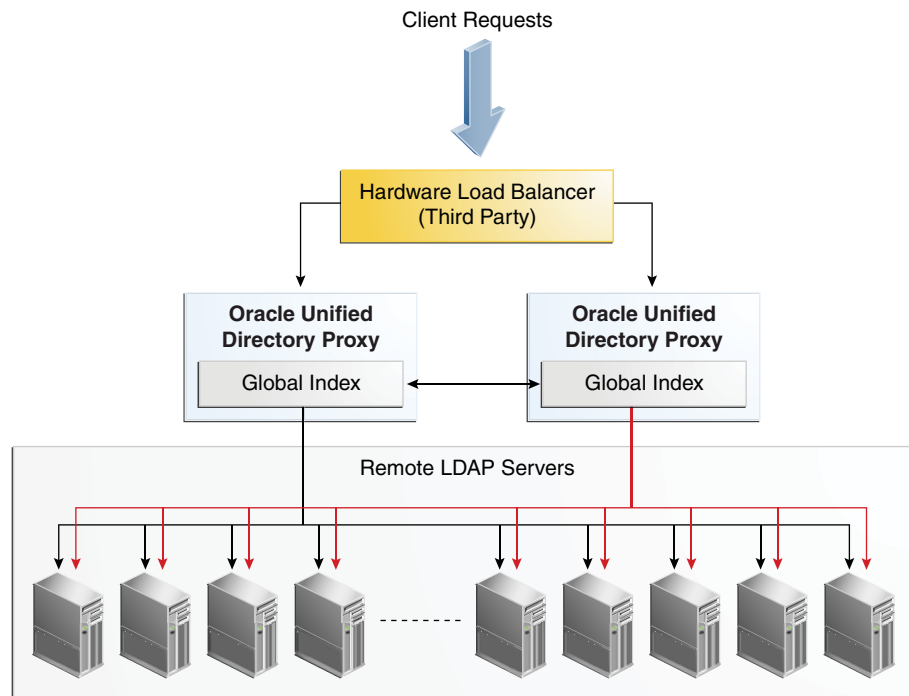 Client Requests
Hardware Load Balancer
(Third Party)
Oracle Unified
Directory Proxy
Global Index
Oracle Unified
Directory Proxy
Global Index
Remote LDAP Servers